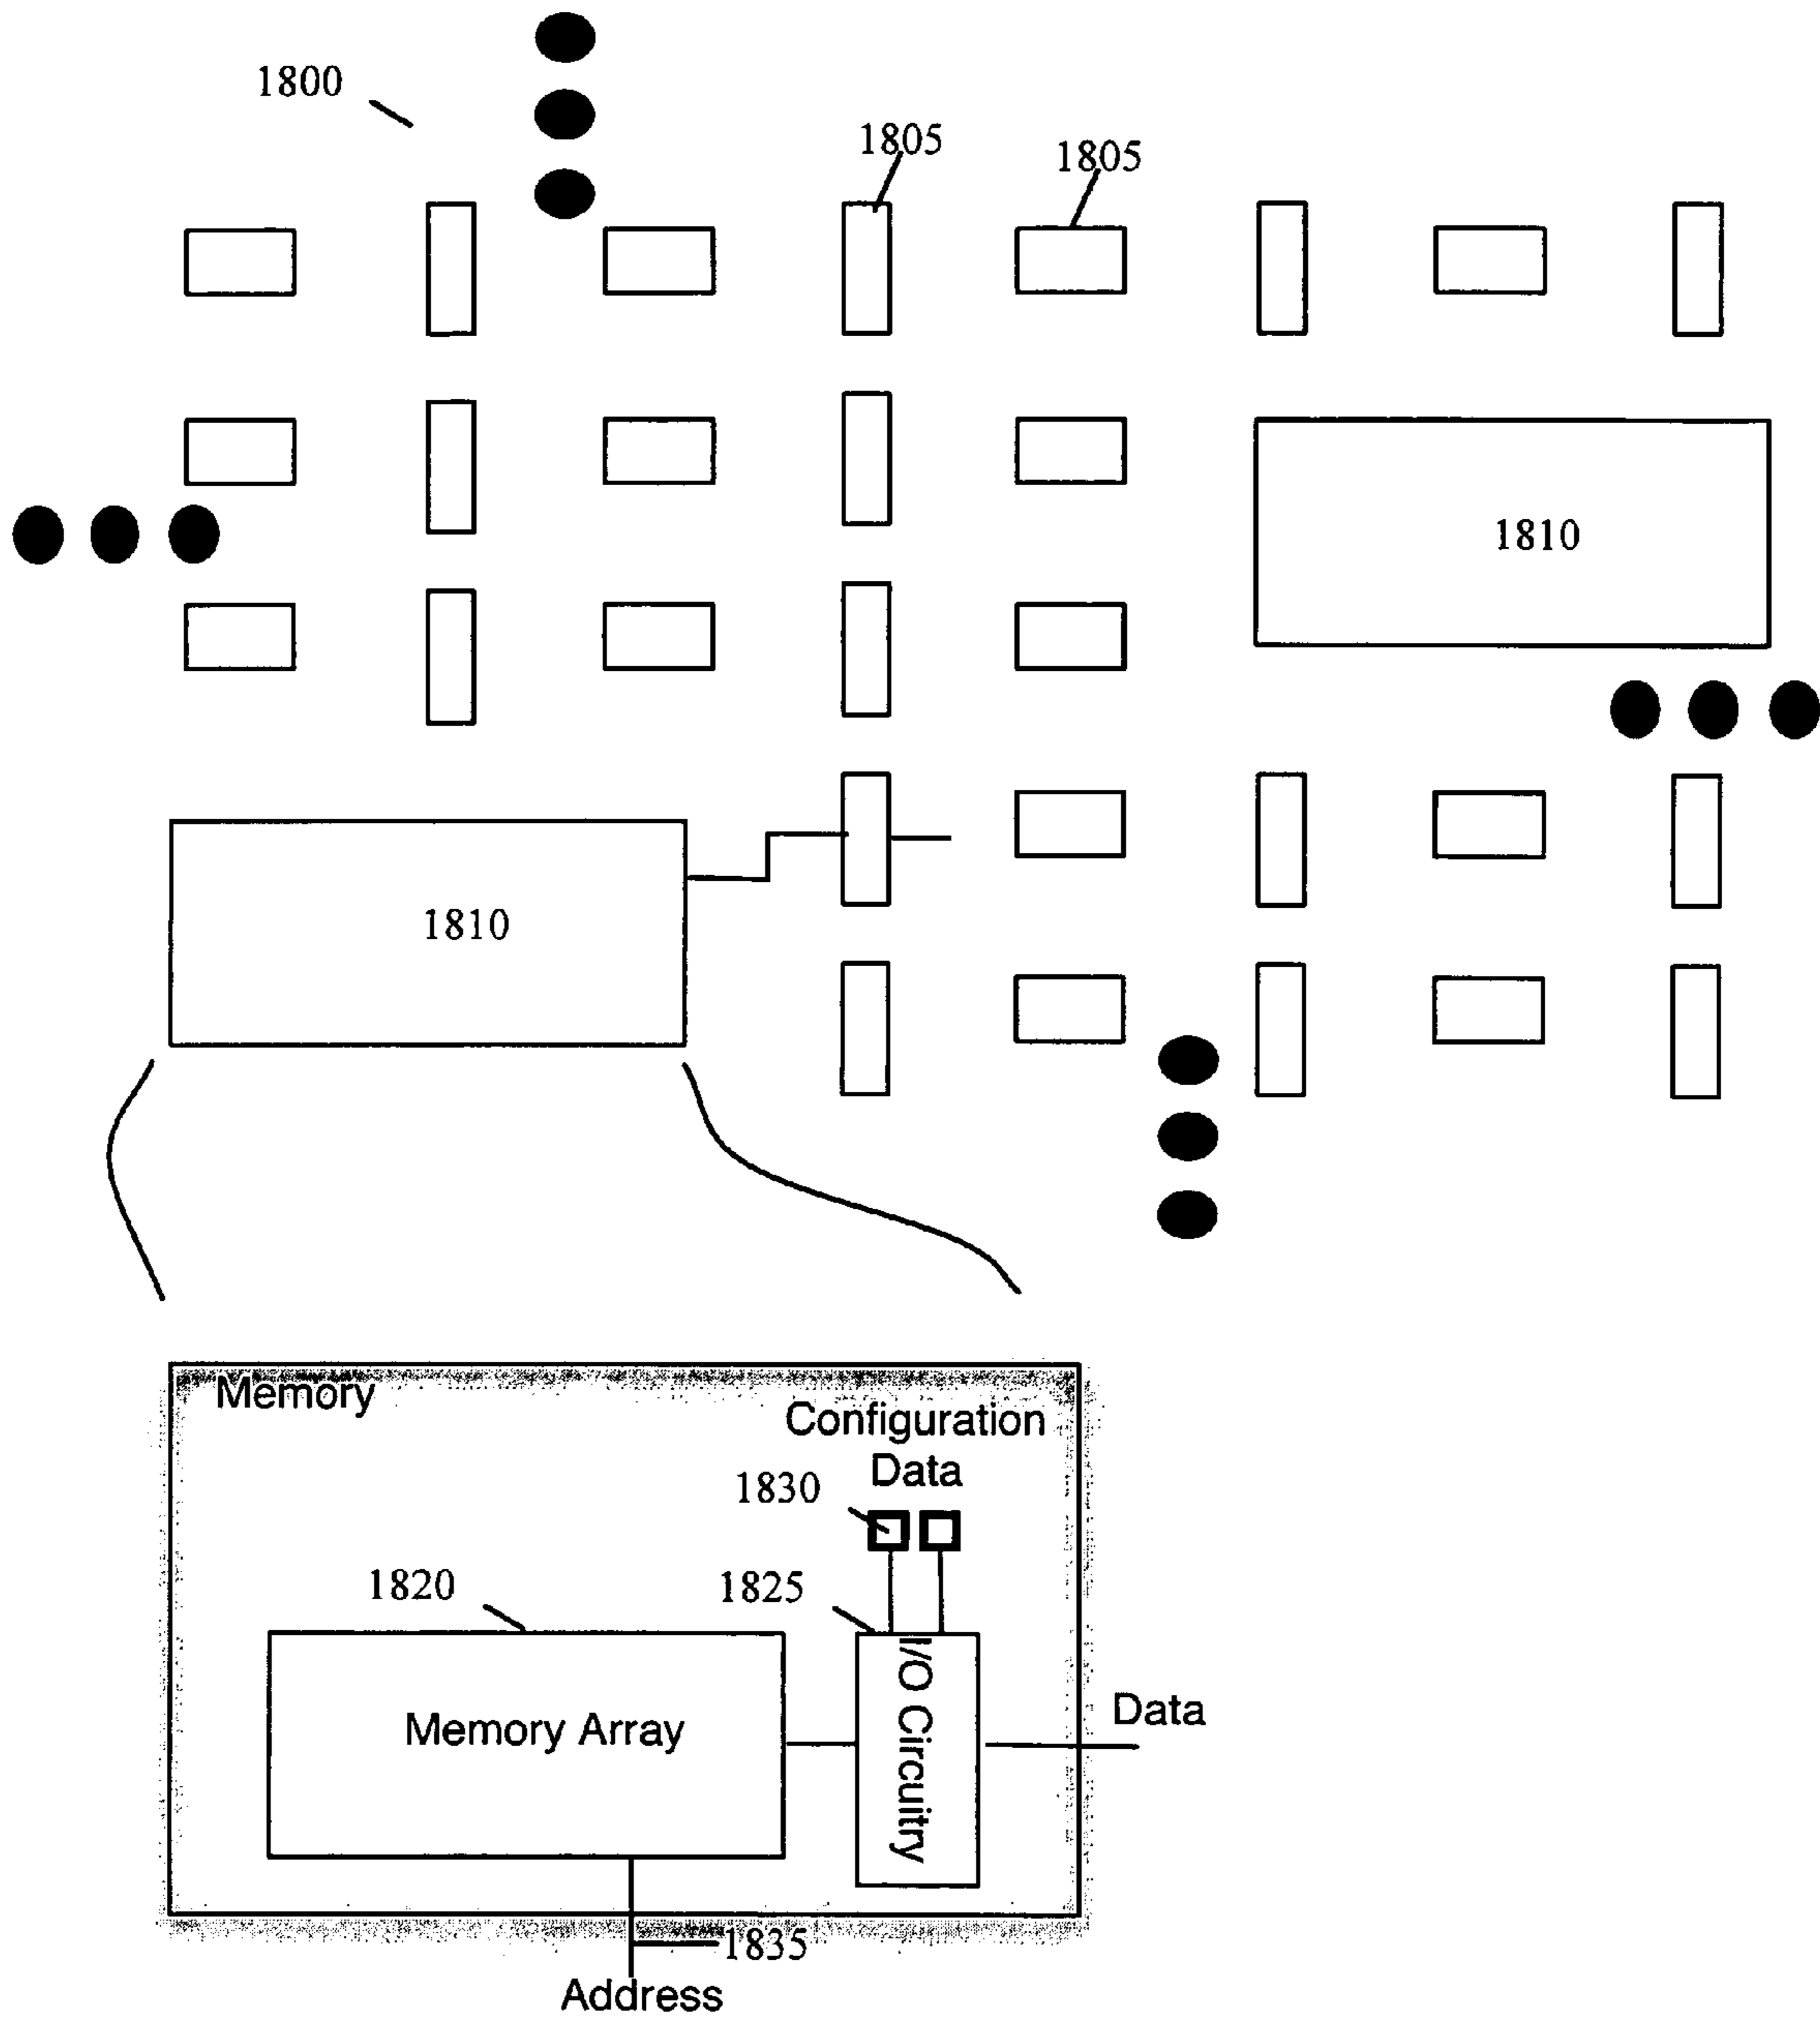 1800
1805
1805
1810
1810
Memory
Configuration
Data
1830
1820
1825
Memory Array
I/O Circuitry
Data
1835
Address